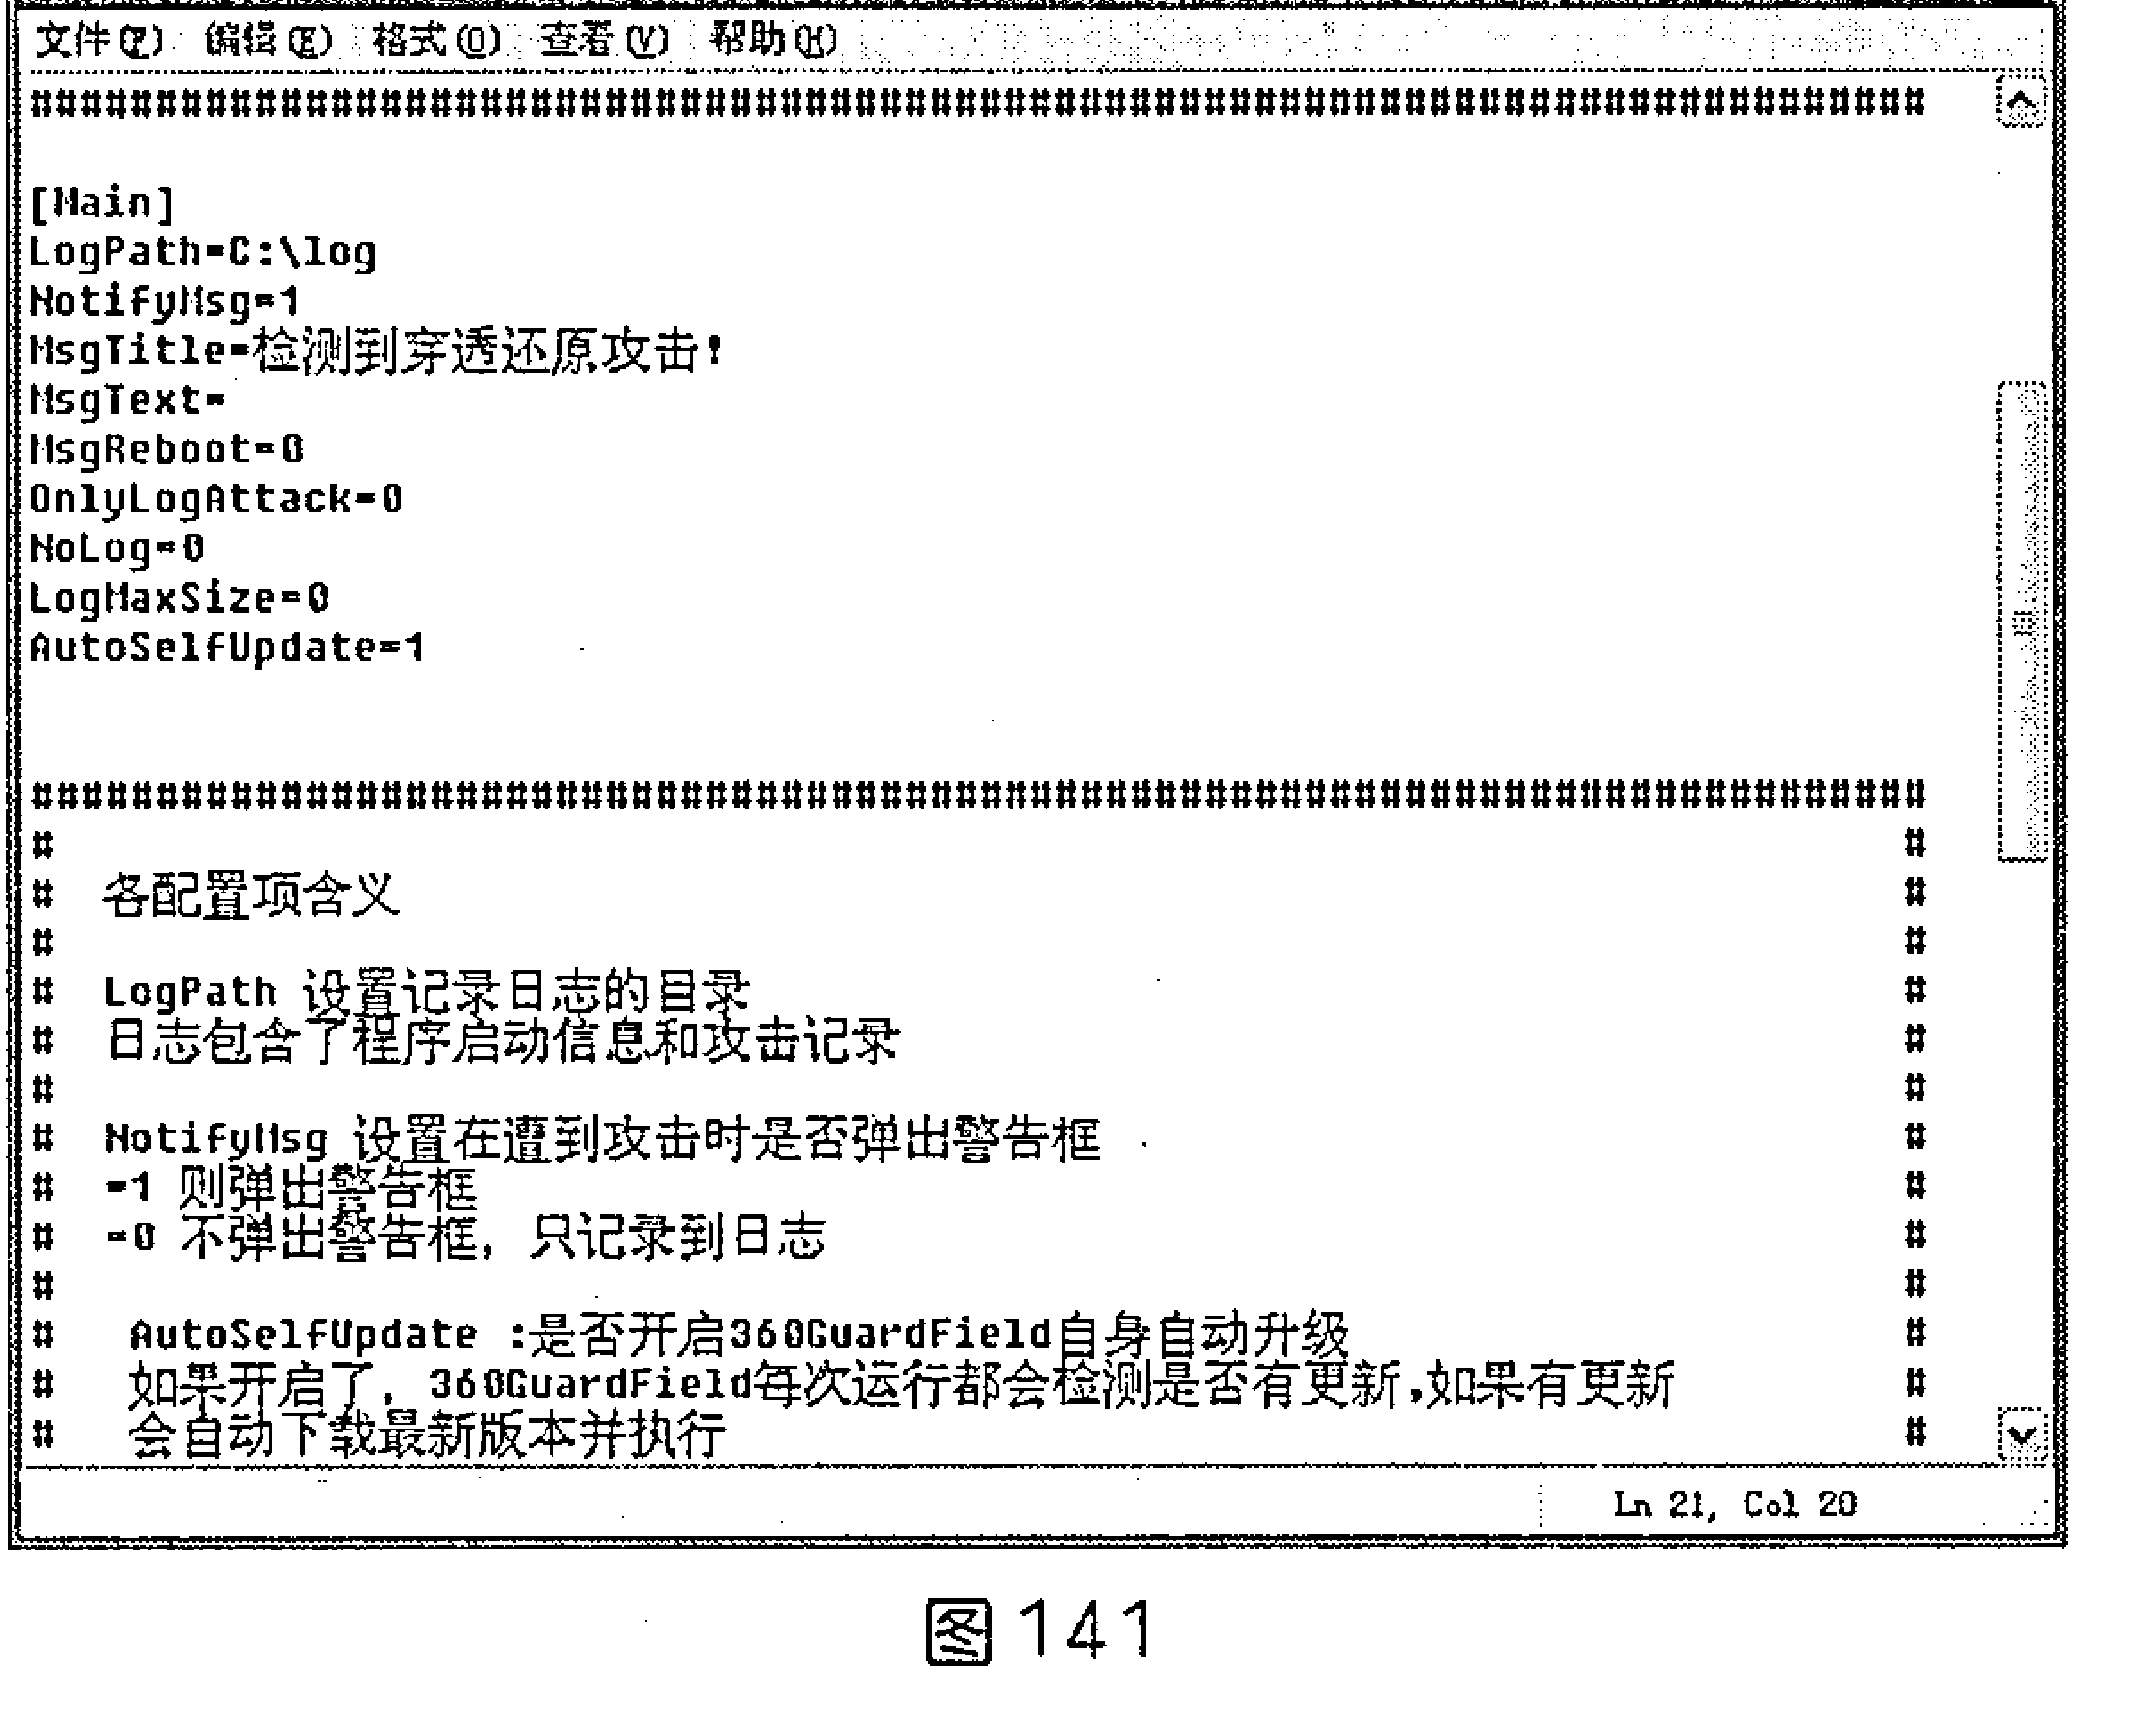 文件(F) 编辑(E) 格式(O) 查看(V) 帮助(H)
############################################################################
[Main]
LogPath=C:\log
NotifyMsg=1
MsgTitle=检测到穿透还原攻击!
MsgText=
MsgReboot=0
OnlyLogAttack=0
NoLog=0
LogMaxSize=0
AutoSelfUpdate=1
############################################################################
# #
# 各配置项含义 #
# #
# LogPath 设置记录日志的目录 #
# 日志包含了程序启动信息和攻击记录 #
# #
# NotifyMsg 设置在遭到攻击时是否弹出警告框 #
# =1 则弹出警告框 #
# =0 不弹出警告框, 只记录到日志 #
# #
# AutoSelfUpdate :是否开启360GuardField自身自动升级 #
# 如果开启了, 360GuardField每次运行都会检测是否有更新,如果有更新 #
# 会自动下载最新版本并执行 #
Ln 21, Col 20
图141